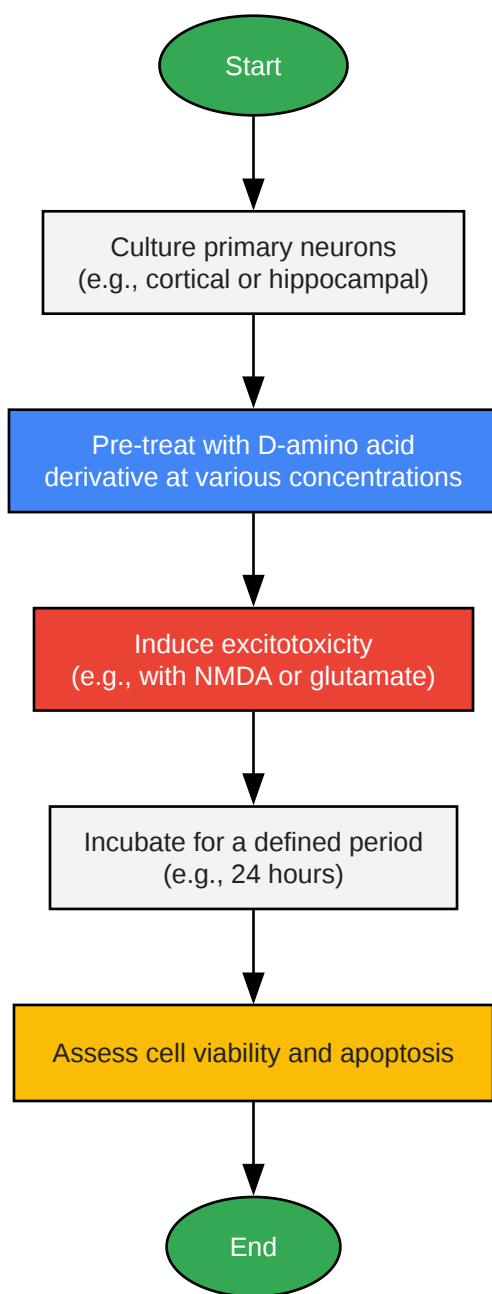 Start
Culture primary neurons
(e.g., cortical or hippocampal)
Pre-treat with D-amino acid
derivative at various concentrations
Induce excitotoxicity
(e.g., with NMDA or glutamate)
Incubate for a defined period
(e.g., 24 hours)
Assess cell viability and apoptosis
End